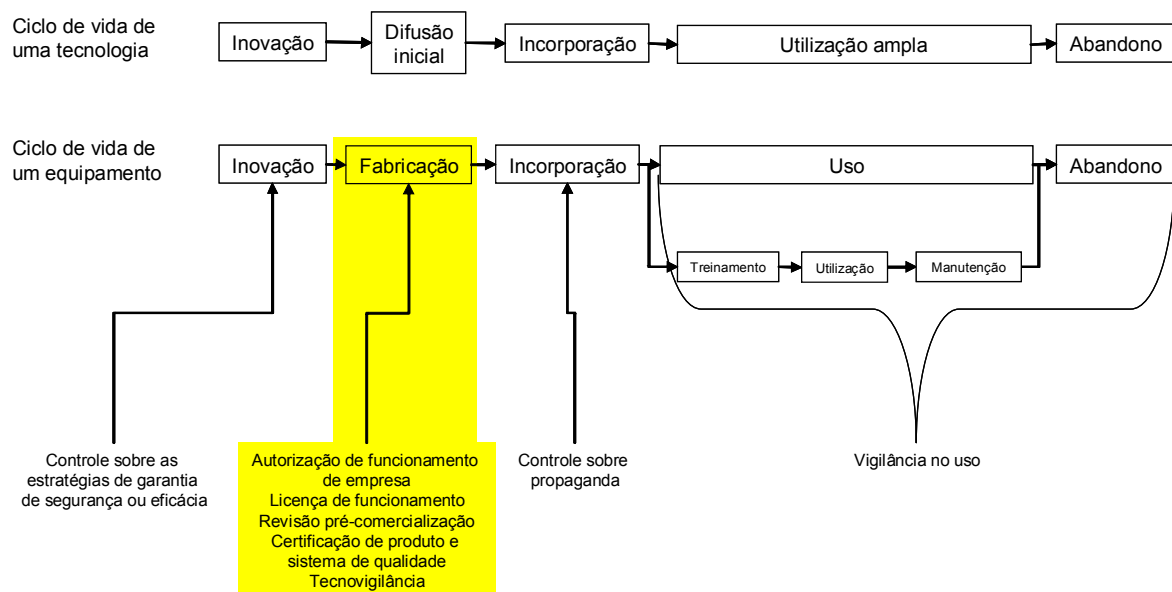 Ciclo de vida de
uma tecnologia
Inovação
Difusão
inicial
Incorporação
Utilização ampla
Abandono
Ciclo de vida de
um equipamento
Inovação
Fabricação
Incorporação
Uso
Abandono
Treinamento
Utilização
Manutenção
Controle sobre as
estratégias de garantia
de segurança ou eficácia
Autorização de funcionamento
de empresa
Licença de funcionamento
Revisão pré-comercialização
Certificação de produto e
sistema de qualidade
Tecnovigilância
Controle sobre
propaganda
Vigilância no uso